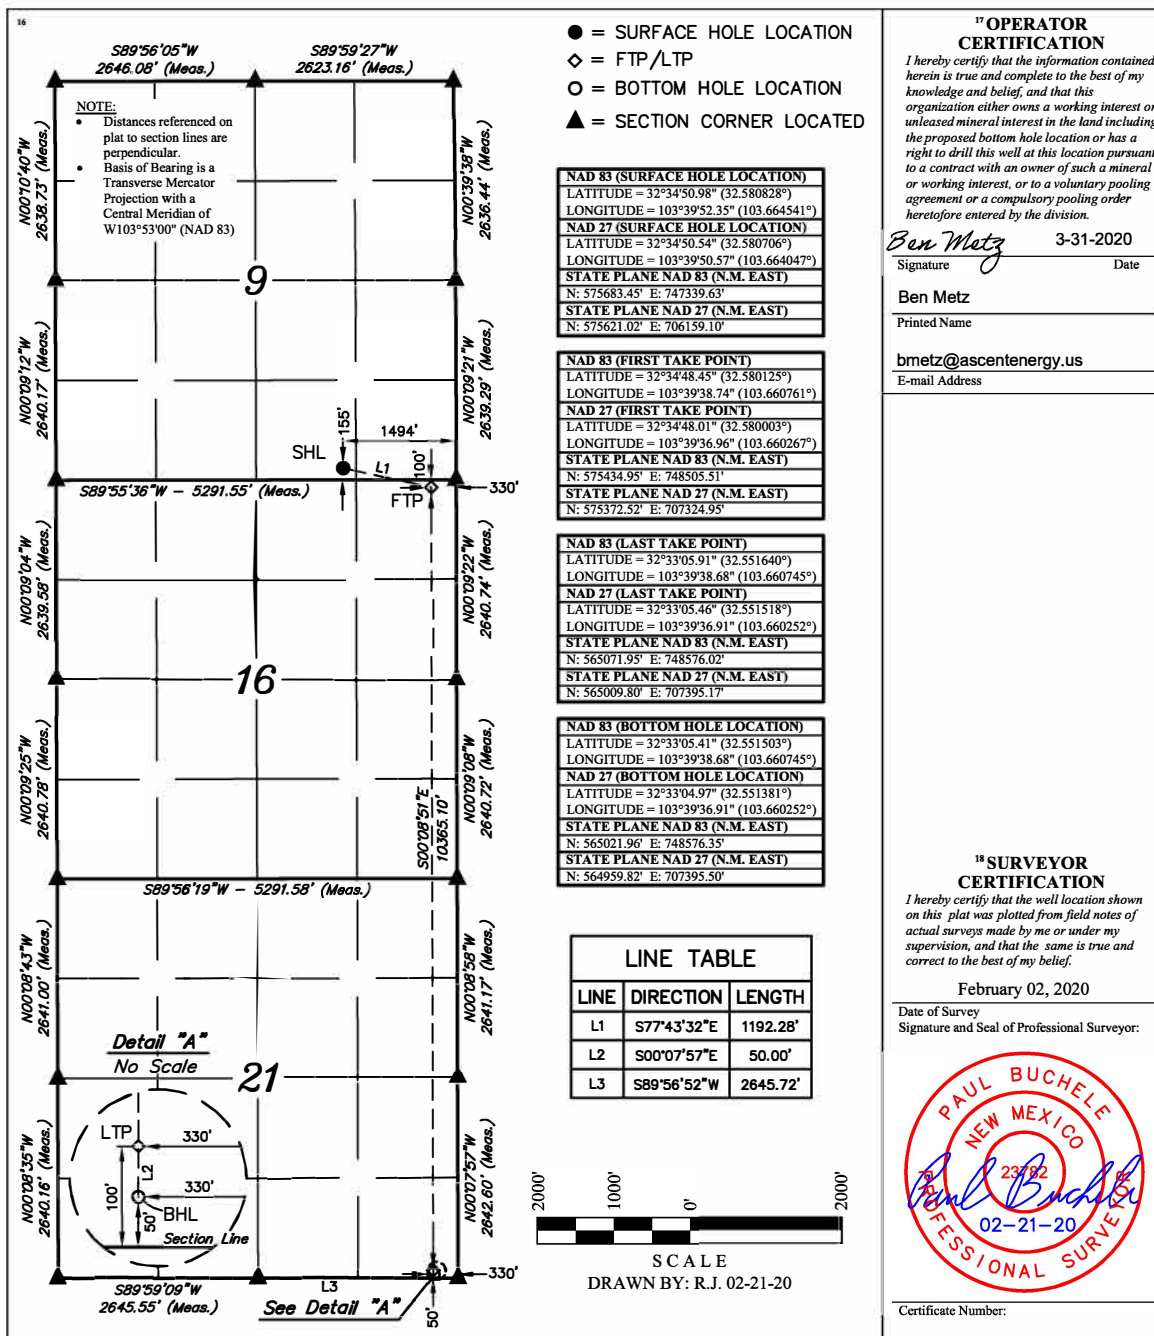 16
S89°56'05"W
2646.08' (Meas.)
S89°59'27"W
2623.16' (Meas.)
NOTE:
• Distances referenced on
plat to section lines are
perpendicular.
• Basis of Bearing is a
Transverse Mercator
Projection with a
Central Meridian of
W103°53'00" (NAD 83)
N00°10'40"W
2638.73' (Meas.)
N00°39'38"W
2636.44' (Meas.)
9
N00°09'12"W
2640.17' (Meas.)
N00°09'21"W
2639.29' (Meas.)
155'
1494'
SHL
L1
100'
S89°55'36"W – 5291.55' (Meas.)
FTP
330'
N00°09'04"W
2639.58' (Meas.)
N00°09'22"W
2640.74' (Meas.)
16
N00°09'25"W
2640.78' (Meas.)
S00°08'51"E
10365.10'
N00°09'08"W
2640.72' (Meas.)
S89°56'19"W – 5291.58' (Meas.)
N00°08'43"W
2641.00' (Meas.)
N00°08'58"W
2641.17' (Meas.)
Detail "A"
No Scale
21
LTP
330'
L2
100'
330'
BHL
50'
Section Line
N00°08'35"W
2640.16' (Meas.)
N00°07'57"W
2642.60' (Meas.)
S89°59'09"W
2645.55' (Meas.)
L3
330'
See Detail "A"
50'
● = SURFACE HOLE LOCATION
◇ = FTP/LTP
○ = BOTTOM HOLE LOCATION
▲ = SECTION CORNER LOCATED
NAD 83 (SURFACE HOLE LOCATION)
LATITUDE = 32°34'50.98" (32.580828°)
LONGITUDE = 103°39'52.35" (103.664541°)
NAD 27 (SURFACE HOLE LOCATION)
LATITUDE = 32°34'50.54" (32.580706°)
LONGITUDE = 103°39'50.57" (103.664047°)
STATE PLANE NAD 83 (N.M. EAST)
N: 575683.45' E: 747339.63'
STATE PLANE NAD 27 (N.M. EAST)
N: 575621.02' E: 706159.10'
NAD 83 (FIRST TAKE POINT)
LATITUDE = 32°34'48.45" (32.580125°)
LONGITUDE = 103°39'38.74" (103.660761°)
NAD 27 (FIRST TAKE POINT)
LATITUDE = 32°34'48.01" (32.580003°)
LONGITUDE = 103°39'36.96" (103.660267°)
STATE PLANE NAD 83 (N.M. EAST)
N: 575434.95' E: 748505.51'
STATE PLANE NAD 27 (N.M. EAST)
N: 575372.52' E: 707324.95'
NAD 83 (LAST TAKE POINT)
LATITUDE = 32°33'05.91" (32.551640°)
LONGITUDE = 103°39'38.68" (103.660745°)
NAD 27 (LAST TAKE POINT)
LATITUDE = 32°33'05.46" (32.551518°)
LONGITUDE = 103°39'36.91" (103.660252°)
STATE PLANE NAD 83 (N.M. EAST)
N: 565071.95' E: 748576.02'
STATE PLANE NAD 27 (N.M. EAST)
N: 565009.80' E: 707395.17'
NAD 83 (BOTTOM HOLE LOCATION)
LATITUDE = 32°33'05.41" (32.551503°)
LONGITUDE = 103°39'38.68" (103.660745°)
NAD 27 (BOTTOM HOLE LOCATION)
LATITUDE = 32°33'04.97" (32.551381°)
LONGITUDE = 103°39'36.91" (103.660252°)
STATE PLANE NAD 83 (N.M. EAST)
N: 565021.96' E: 748576.35'
STATE PLANE NAD 27 (N.M. EAST)
N: 564959.82' E: 707395.50'
LINE TABLE
LINE DIRECTION LENGTH
L1 S77°43'32"E 1192.28'
L2 S00°07'57"E 50.00'
L3 S89°56'52"W 2645.72'
2000' 1000' 0' 2000'
SCALE
DRAWN BY: R.J. 02-21-20
17 OPERATOR
CERTIFICATION
I hereby certify that the information contained
herein is true and complete to the best of my
knowledge and belief, and that this
organization either owns a working interest or
unleased mineral interest in the land including
the proposed bottom hole location or has a
right to drill this well at this location pursuant
to a contract with an owner of such a mineral
or working interest, or to a voluntary pooling
agreement or a compulsory pooling order
heretofore entered by the division.
Ben Metz 3-31-2020
Signature Date
Ben Metz
Printed Name
bmetz@ascentenergy.us
E-mail Address
18 SURVEYOR
CERTIFICATION
I hereby certify that the well location shown
on this plat was plotted from field notes of
actual surveys made by me or under my
supervision, and that the same is true and
correct to the best of my belief.
February 02, 2020
Date of Survey
Signature and Seal of Professional Surveyor:
PAUL BUCHELE
NEW MEXICO
23782
Paul Buchele
02-21-20
PROFESSIONAL SURVEYOR
Certificate Number: